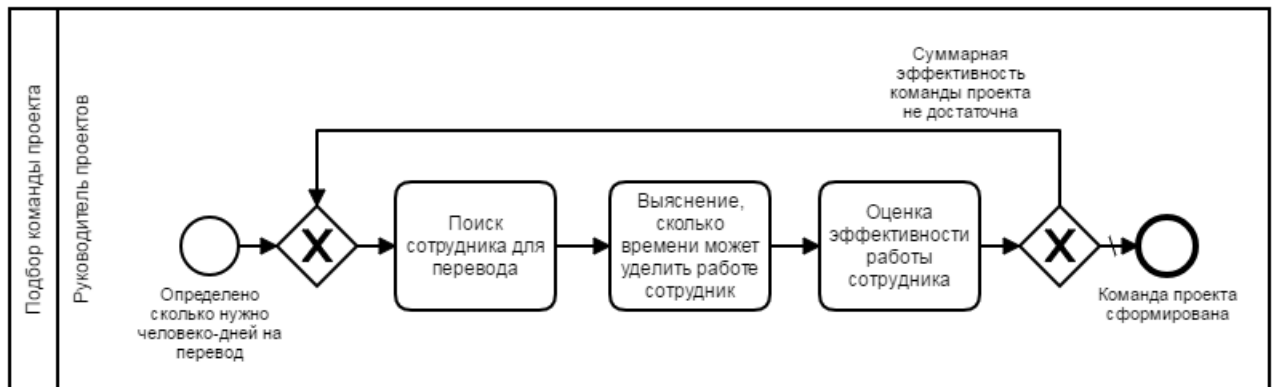 Подбор команды проекта
Руководитель проектов
Суммарная
эффективность
команды проекта
не достаточна
Определено
сколько нужно
человеко-дней на
перевод
X
Поиск
сотрудника для
перевода
Выяснение,
сколько
времени может
уделить работе
сотрудник
Оценка
эффективности
работы
сотрудника
X
Команда проекта
сформирована